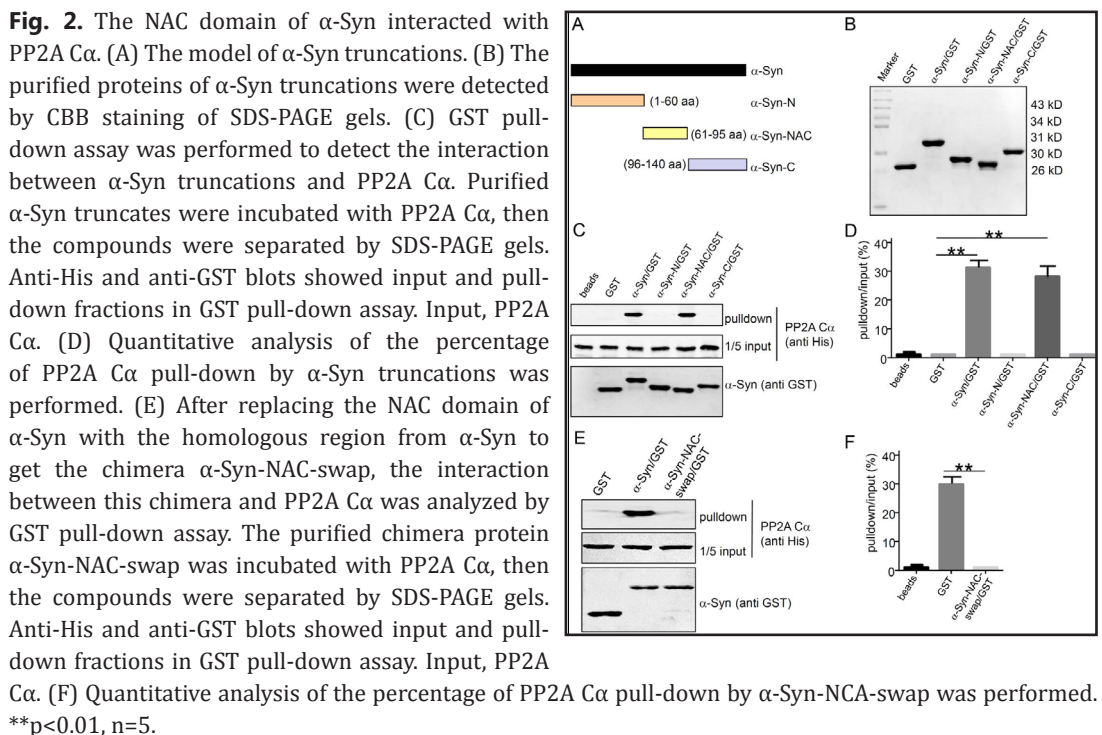 Fig. 2. The NAC domain of α-Syn interacted with
PP2A Cα. (A) The model of α-Syn truncations. (B) The
purified proteins of α-Syn truncations were detected
by CBB staining of SDS-PAGE gels. (C) GST pull-
down assay was performed to detect the interaction
between α-Syn truncations and PP2A Cα. Purified
α-Syn truncates were incubated with PP2A Cα, then
the compounds were separated by SDS-PAGE gels.
Anti-His and anti-GST blots showed input and pull-
down fractions in GST pull-down assay. Input, PP2A
Cα. (D) Quantitative analysis of the percentage
of PP2A Cα pull-down by α-Syn truncations was
performed. (E) After replacing the NAC domain of
α-Syn with the homologous region from α-Syn to
get the chimera α-Syn-NAC-swap, the interaction
between this chimera and PP2A Cα was analyzed by
GST pull-down assay. The purified chimera protein
α-Syn-NAC-swap was incubated with PP2A Cα, then
the compounds were separated by SDS-PAGE gels.
Anti-His and anti-GST blots showed input and pull-
down fractions in GST pull-down assay. Input, PP2A
Cα. (F) Quantitative analysis of the percentage of PP2A Cα pull-down by α-Syn-NCA-swap was performed.
**p<0.01, n=5.
A
α-Syn
(1-60 aa) α-Syn-N
(61-95 aa) α-Syn-NAC
(96-140 aa) α-Syn-C
B
Marker
GST
α-Syn/GST
α-Syn-N/GST
α-Syn-NAC/GST
α-Syn-C/GST
43 kD
34 kD
31 kD
30 kD
26 kD
C
beads
GST
α-Syn/GST
α-Syn-N/GST
α-Syn-NAC/GST
α-Syn-C/GST
pulldown
1/5 input
PP2A Cα
(anti His)
α-Syn (anti GST)
D
pulldown/input (%)
40
30
20
10
0
**
**
beads
GST
α-Syn/GST
α-Syn-N/GST
α-Syn-NAC/GST
α-Syn-C/GST
E
GST
α-Syn/GST
α-Syn-NAC-
swap/GST
pulldown
1/5 input
PP2A Cα
(anti His)
α-Syn (anti GST)
F
pulldown/input (%)
40
30
20
10
0
**
beads
GST
α-Syn-NAC-
swap/GST